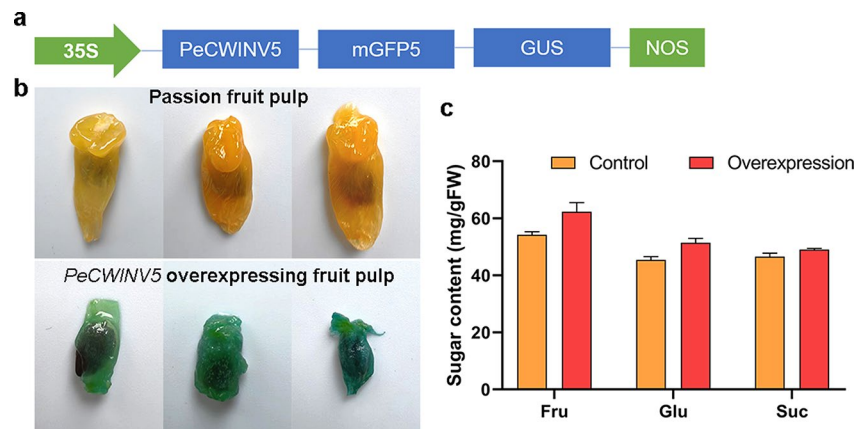 a
35S
PeCWINV5
mGFP5
GUS
NOS
b
Passion fruit pulp
PeCWINV5 overexpressing fruit pulp
c
Control
Overexpression
Sugar content (mg/gFW)
80
60
40
20
0
Fru
Glu
Suc